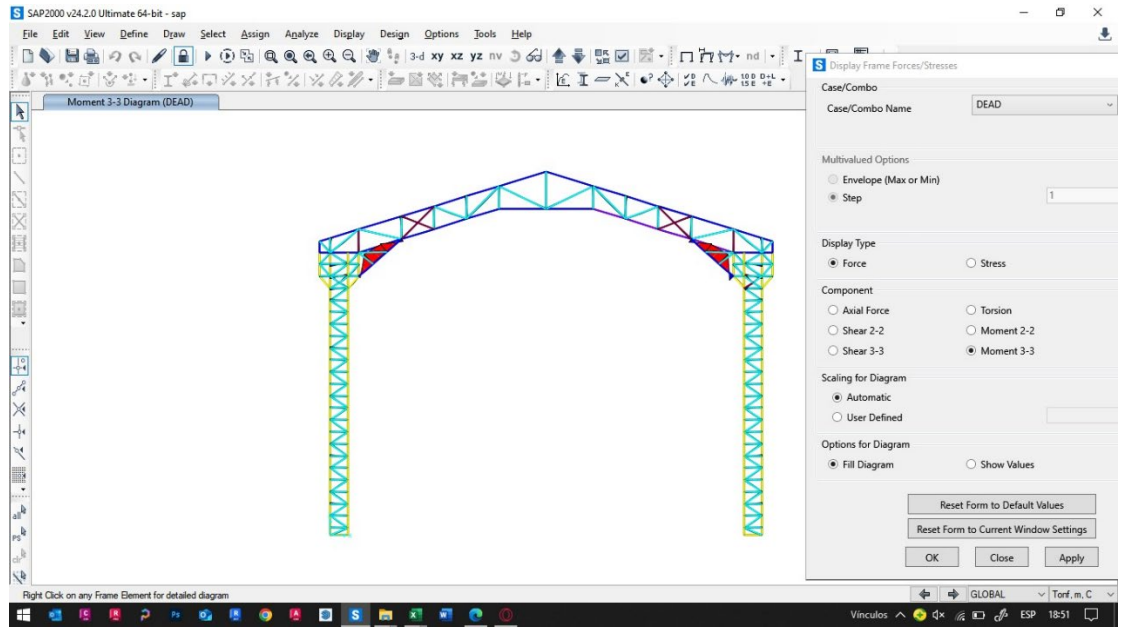 SAP2000 v24.2.0 Ultimate 64-bit - sap
File Edit View Define Draw Select Assign Analyze Display Design Options Tools Help
3-d xy xz yz nv
nd
Moment 3-3 Diagram (DEAD)
Display Frame Forces/Stresses
Case/Combo
Case/Combo Name DEAD
Multivalued Options
Envelope (Max or Min)
Step 1
Display Type
Force Stress
Component
Axial Force Torsion
Shear 2-2 Moment 2-2
Shear 3-3 Moment 3-3
Scaling for Diagram
Automatic
User Defined
Options for Diagram
Fill Diagram Show Values
Reset Form to Default Values
Reset Form to Current Window Settings
OK Close Apply
all
PS
clr
Right Click on any Frame Element for detailed diagram
GLOBAL Tonf, m, C
Vínculos ESP 18:51